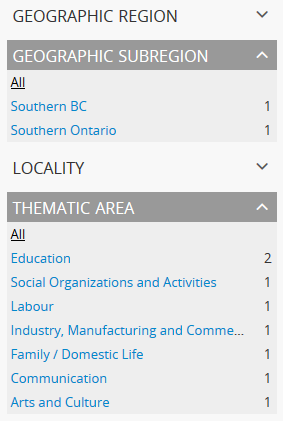 GEOGRAPHIC REGION
GEOGRAPHIC SUBREGION
All
Southern BC 1
Southern Ontario 1
LOCALITY
THEMATIC AREA
All
Education 2
Social Organizations and Activities 1
Labour 1
Industry, Manufacturing and Comme... 1
Family / Domestic Life 1
Communication 1
Arts and Culture 1